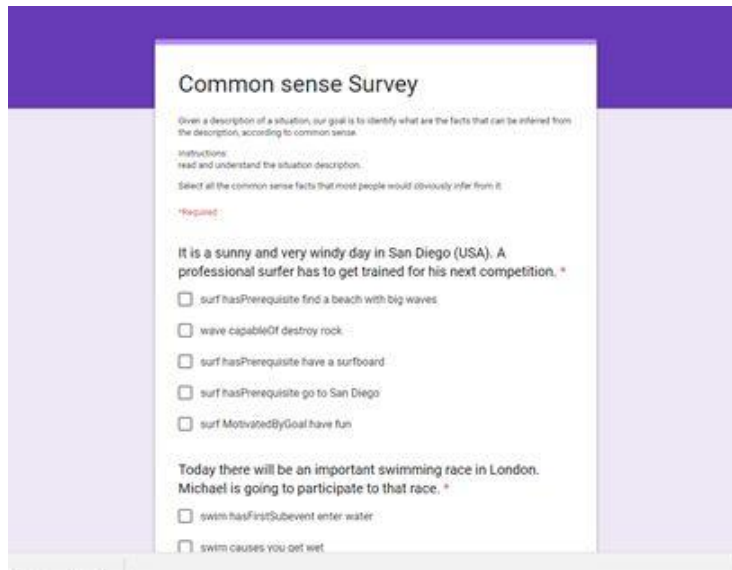 Common sense Survey
Given a description of a situation, our goal is to identify what are the facts that can be inferred from
the description, according to common sense.
Instructions:
read and understand the situation description.
Select all the common sense facts that most people would obviously infer from it.
*Required
It is a sunny and very windy day in San Diego (USA). A
professional surfer has to get trained for his next competition. *
surf hasPrerequisite find a beach with big waves
wave capableOf destroy rock
surf hasPrerequisite have a surfboard
surf hasPrerequisite go to San Diego
surf MotivatedByGoal have fun
Today there will be an important swimming race in London.
Michael is going to participate to that race. *
swim hasFirstSubevent enter water
swim causes you get wet